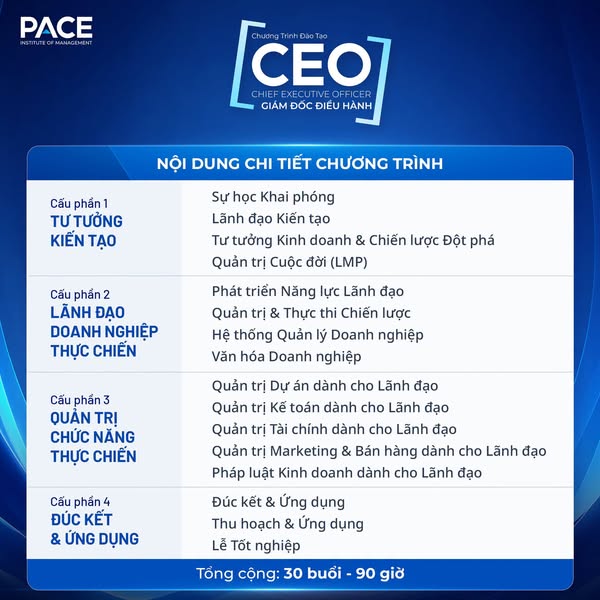 PACE
INSTITUTE OF MANAGEMENT
Chương Trình Đào Tạo
CEO
CHIEF EXECUTIVE OFFICER
GIÁM ĐỐC ĐIỀU HÀNH
NỘI DUNG CHI TIẾT CHƯƠNG TRÌNH
Cấu phần 1
TƯ TƯỞNG
KIẾN TẠO
Sự học Khai phóng
Lãnh đạo Kiến tạo
Tư tưởng Kinh doanh & Chiến lược Đột phá
Quản trị Cuộc đời (LMP)
Cấu phần 2
LÃNH ĐẠO
DOANH NGHIỆP
THỰC CHIẾN
Phát triển Năng lực Lãnh đạo
Quản trị & Thực thi Chiến lược
Hệ thống Quản lý Doanh nghiệp
Văn hóa Doanh nghiệp
Cấu phần 3
QUẢN TRỊ
CHỨC NĂNG
THỰC CHIẾN
Quản trị Dự án dành cho Lãnh đạo
Quản trị Kế toán dành cho Lãnh đạo
Quản trị Tài chính dành cho Lãnh đạo
Quản trị Marketing & Bán hàng dành cho Lãnh đạo
Pháp luật Kinh doanh dành cho Lãnh đạo
Cấu phần 4
ĐÚC KẾT
& ỨNG DỤNG
Đúc kết & Ứng dụng
Thu hoạch & Ứng dụng
Lễ Tốt nghiệp
Tổng cộng: 30 buổi - 90 giờ